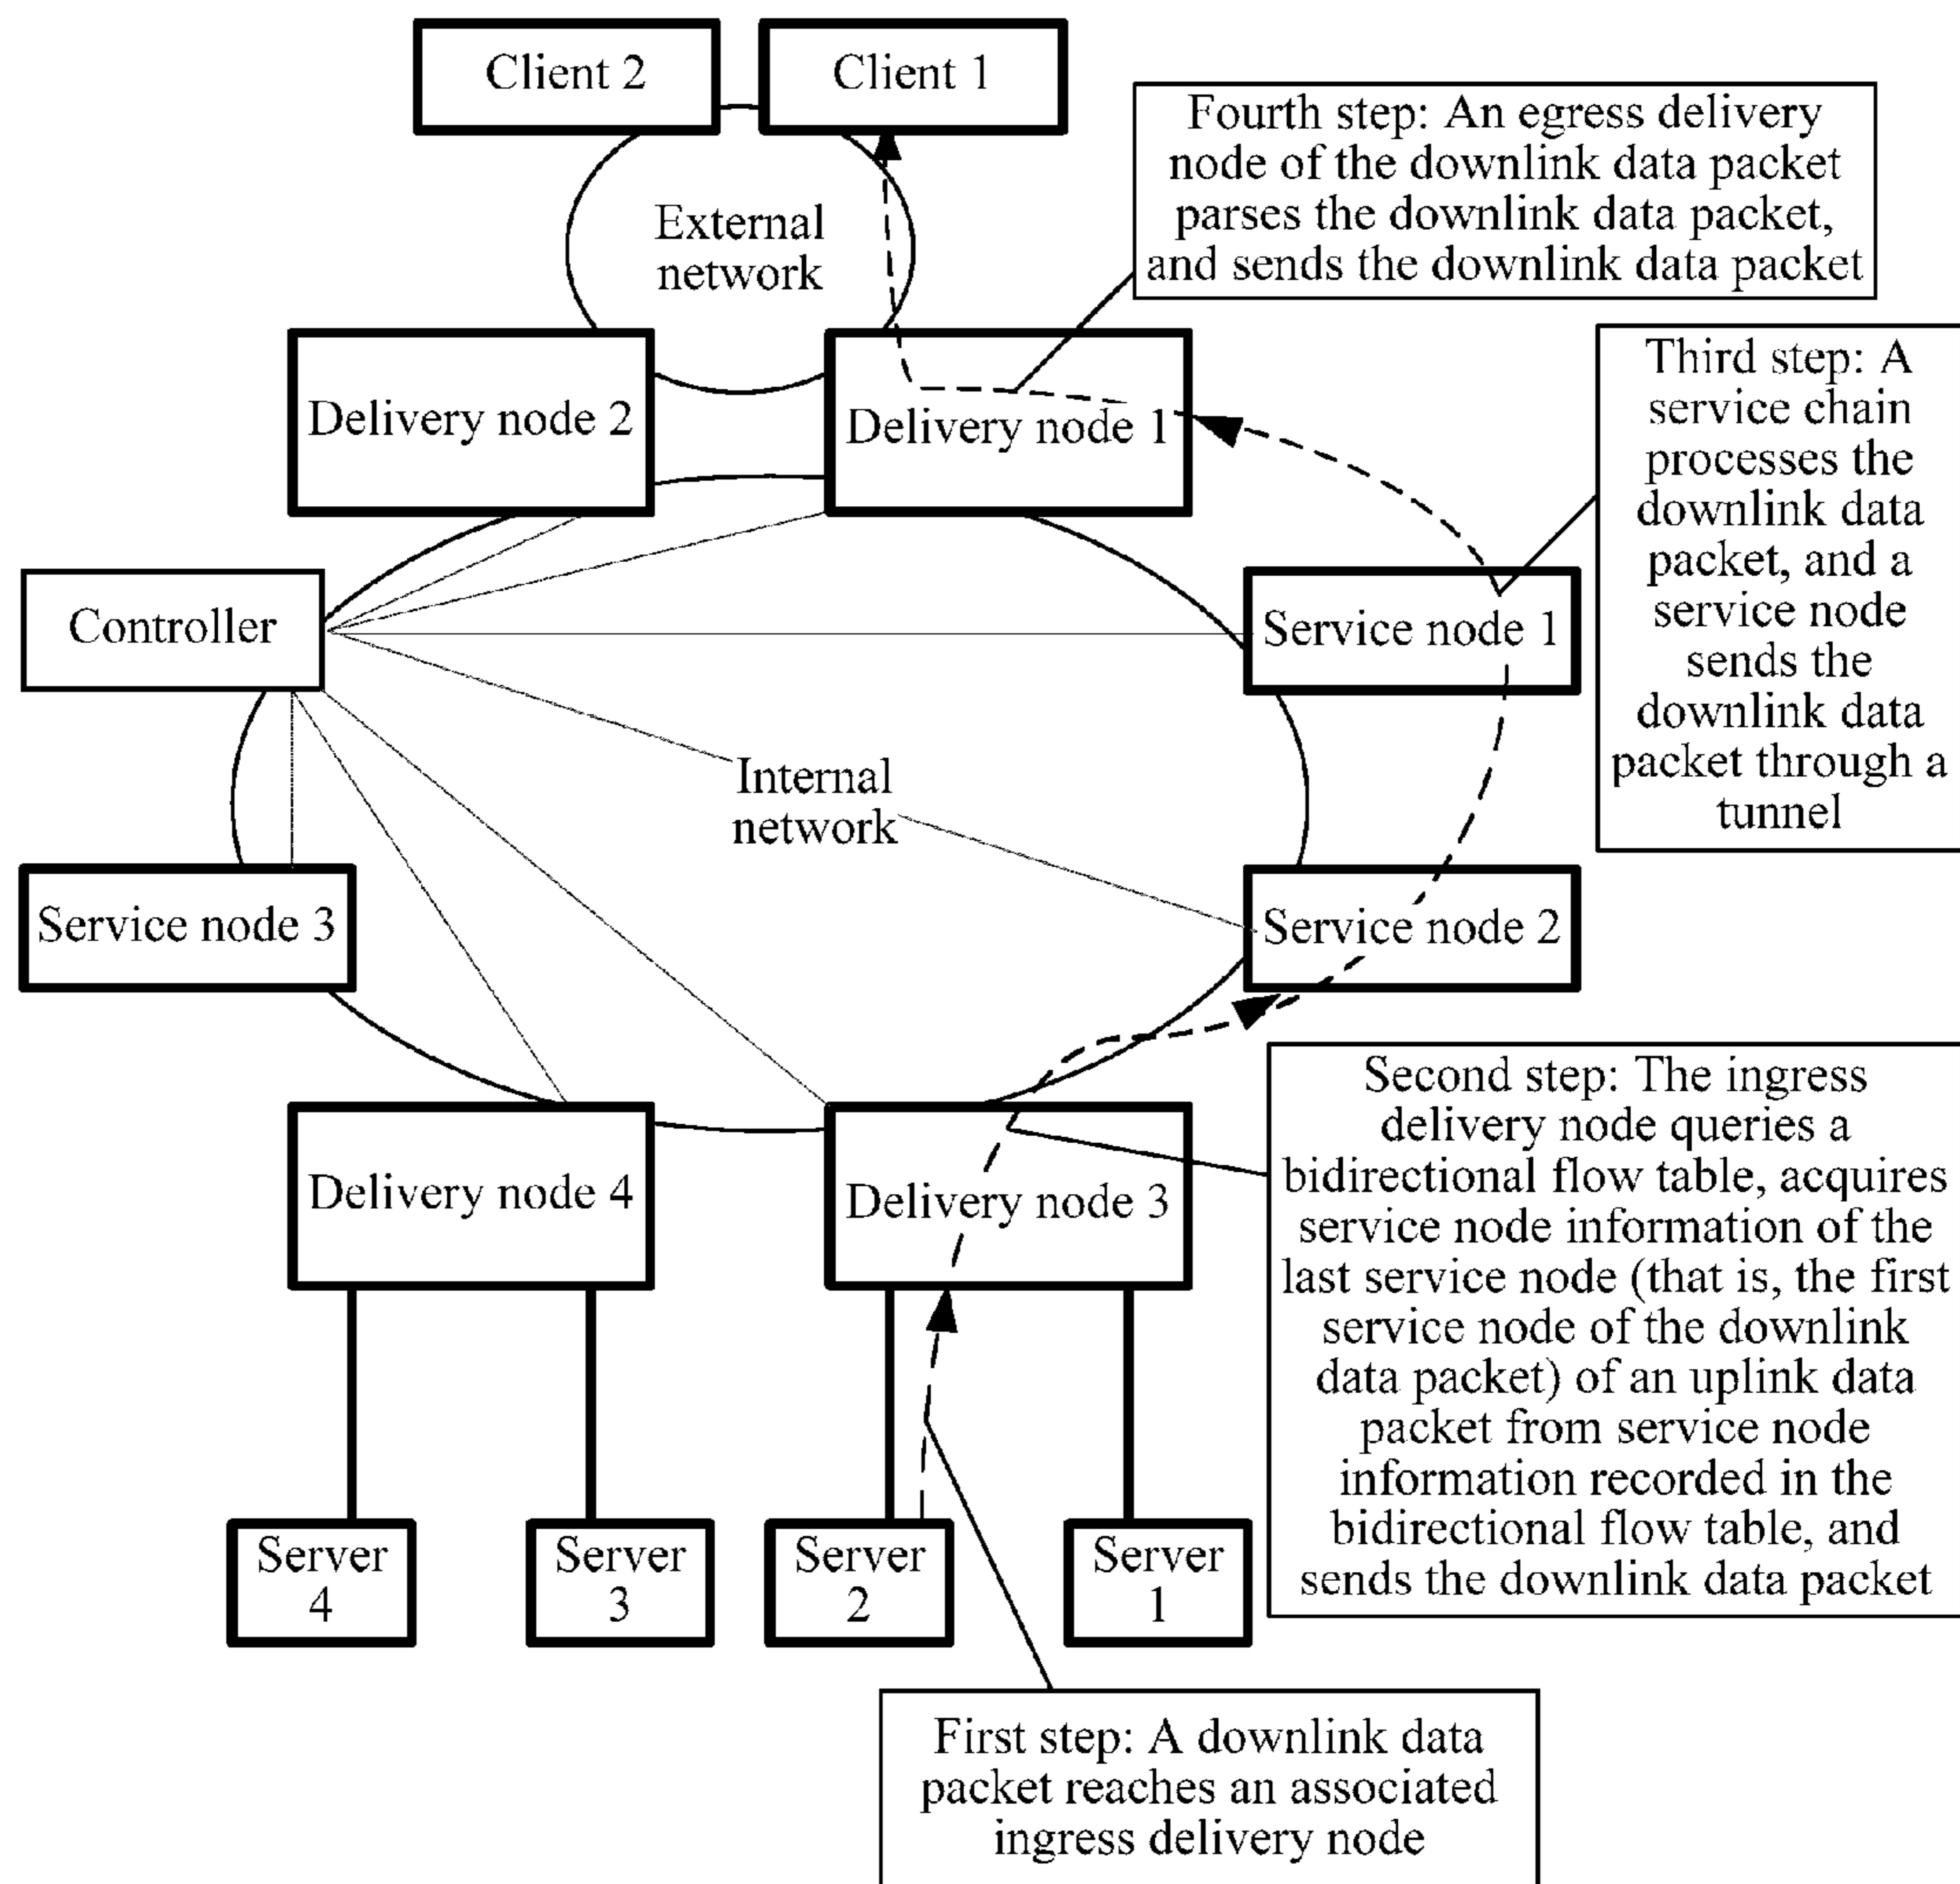 Client 2
Client 1
Fourth step: An egress delivery
node of the downlink data packet
parses the downlink data packet,
and sends the downlink data packet
External
network
Third step: A
service chain
processes the
downlink data
packet, and a
service node
sends the
downlink data
packet through a
tunnel
Delivery node 2
Delivery node 1
Controller
Service node 1
Internal
network
Service node 3
Service node 2
Second step: The ingress
delivery node queries a
bidirectional flow table, acquires
service node information of the
last service node (that is, the first
service node of the downlink
data packet) of an uplink data
packet from service node
information recorded in the
bidirectional flow table, and
sends the downlink data packet
Delivery node 4
Delivery node 3
Server
4
Server
3
Server
2
Server
1
First step: A downlink data
packet reaches an associated
ingress delivery node